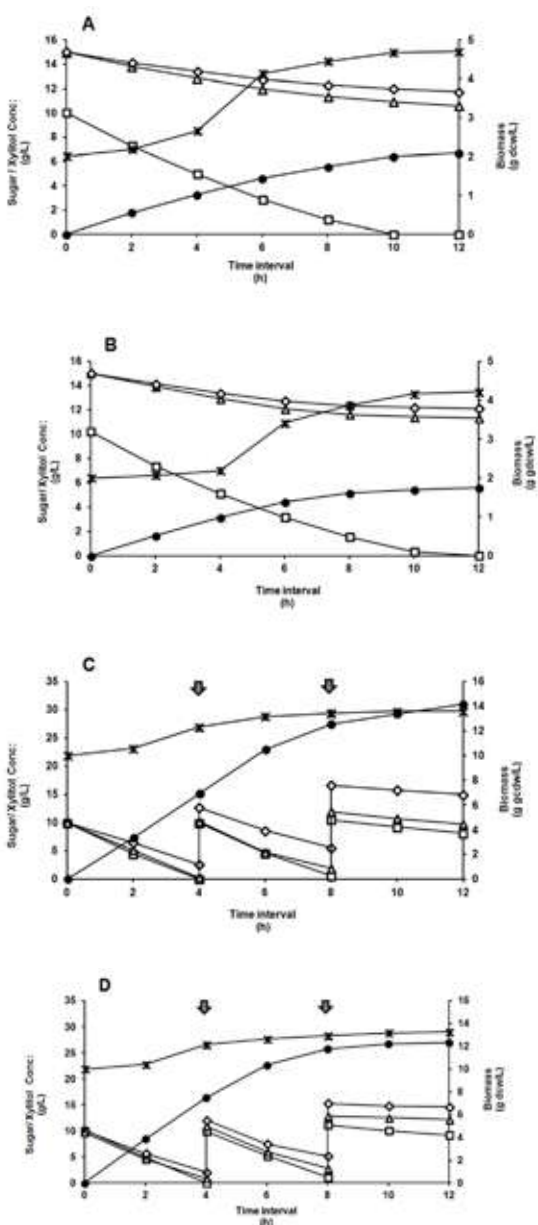 A
Sugar / Xylitol Conc:
(g/L)
16
14
12
10
8
6
4
2
0
5
4
3
2
1
0
Biomass
(g dcw/L)
0 2 4 6 8 10 12
Time interval
(h)
B
Sugar/ Xylitol Conc:
(g/L)
16
14
12
10
8
6
4
2
0
5
4
3
2
1
0
Biomass
(g gdcw/L)
0 2 4 6 8 10 12
Time interval
(h)
C
Sugar/Xylitol Conc:
(g/L)
35
30
25
20
15
10
5
0
16
14
12
10
8
6
4
2
0
Biomass
(g gcdw/L)
0 2 4 6 8 10 12
Time interval
(h)
D
Sugar/Xylitol Conc:
g/L
35
30
25
20
15
10
5
0
16
14
12
10
8
6
4
2
0
Biomass
(g dcw/L)
0 2 4 6 8 10 12
Time interval
(h)